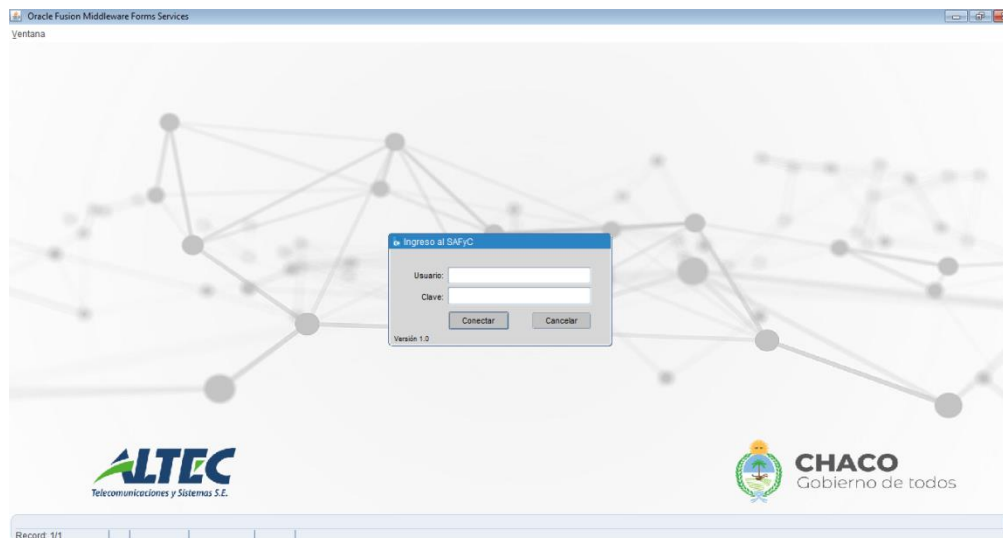 Oracle Fusion Middleware Forms Services
Ventana
Ingreso al SAFyC
Usuario:
Clave:
Conectar Cancelar
Versión 1.0
ALTEC
Telecomunicaciones y Sistemas S.E.
CHACO
Gobierno de todos
Record: 1/1